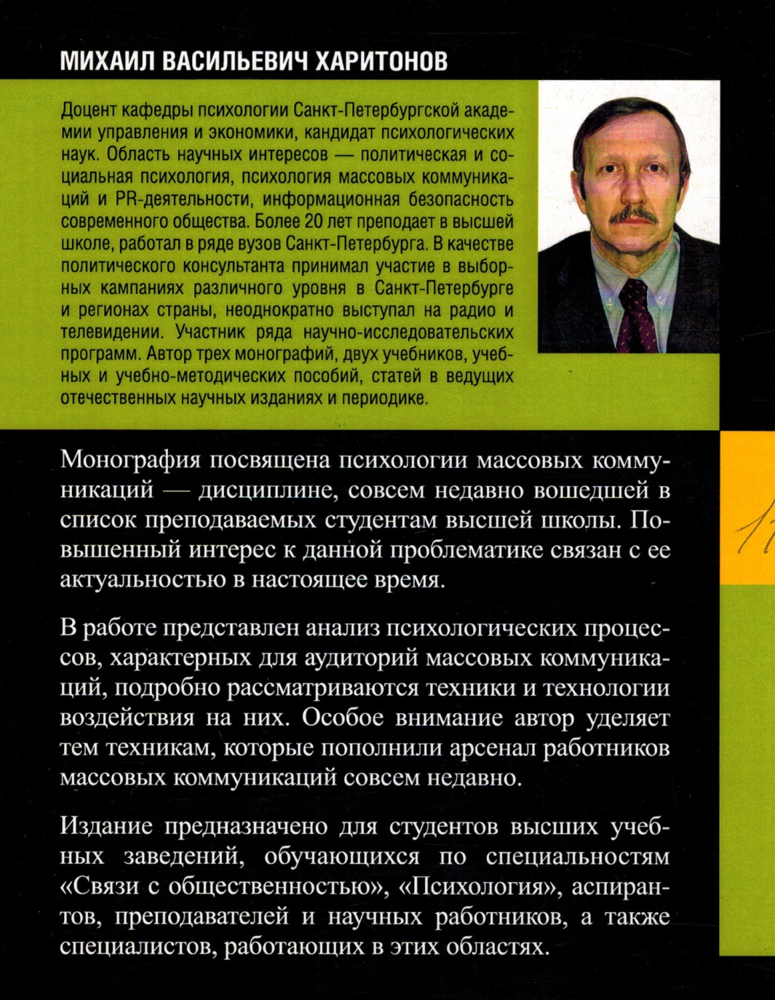 МИХАИЛ ВАСИЛЬЕВИЧ ХАРИТОНОВ
Доцент кафедры психологии Санкт-Петербургской акаде-
мии управления и экономики, кандидат психологических
наук. Область научных интересов — политическая и со-
циальная психология, психология массовых коммуника-
ций и PR-деятельности, информационная безопасность
современного общества. Более 20 лет преподает в высшей
школе, работал в ряде вузов Санкт-Петербурга. В качестве
политического консультанта принимал участие в выбор-
ных кампаниях различного уровня в Санкт-Петербурге
и регионах страны, неоднократно выступал на радио и
телевидении. Участник ряда научно-исследовательских
программ. Автор трех монографий, двух учебников, учеб-
ных и учебно-методических пособий, статей в ведущих
отечественных научных изданиях и периодике.
Монография посвящена психологии массовых комму-
никаций — дисциплине, совсем недавно вошедшей в
список преподаваемых студентам высшей школы. По-
вышенный интерес к данной проблематике связан с ее
актуальностью в настоящее время.
В работе представлен анализ психологических процес-
сов, характерных для аудиторий массовых коммуника-
ций, подробно рассматриваются техники и технологии
воздействия на них. Особое внимание автор уделяет
тем техникам, которые пополнили арсенал работников
массовых коммуникаций совсем недавно.
Издание предназначено для студентов высших учеб-
ных заведений, обучающихся по специальностям
«Связи с общественностью», «Психология», аспиран-
тов, преподавателей и научных работников, а также
специалистов, работающих в этих областях.